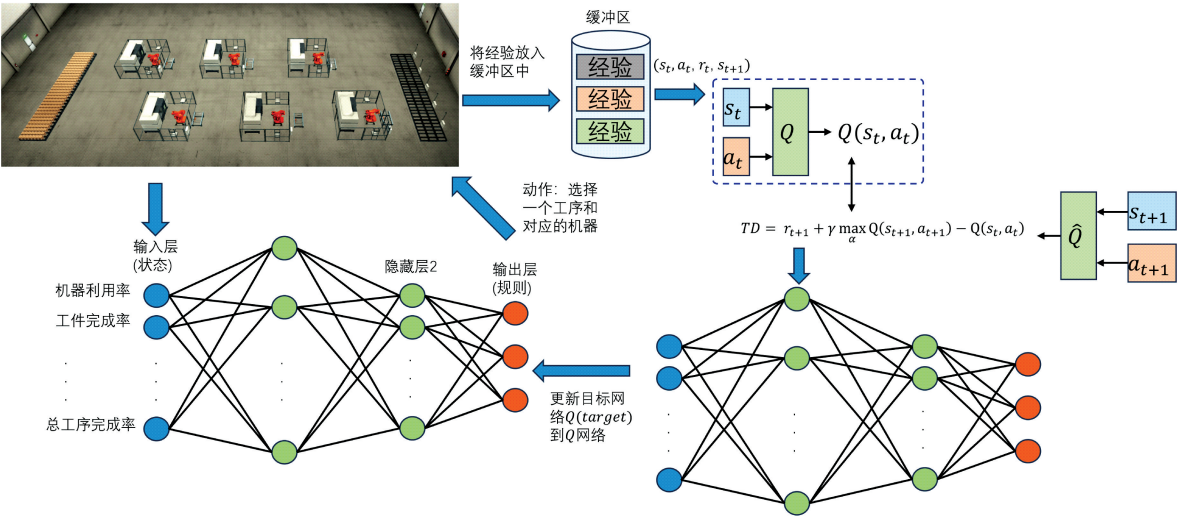 缓冲区
将经验放入
缓冲区中
经验
经验
经验
(s_t, a_t, r_t, s_{t+1})
s_t
a_t
Q
Q(s_t, a_t)
动作：选择
一个工序和
对应的机器
TD = r_{t+1} + γ max_α Q(s_{t+1}, a_{t+1}) − Q(s_t, a_t)
Q̂
s_{t+1}
a_{t+1}
输入层
(状态)
隐藏层2
输出层
(规则)
机器利用率
工件完成率
总工序完成率
更新目标网
络Q(target)
到Q网络